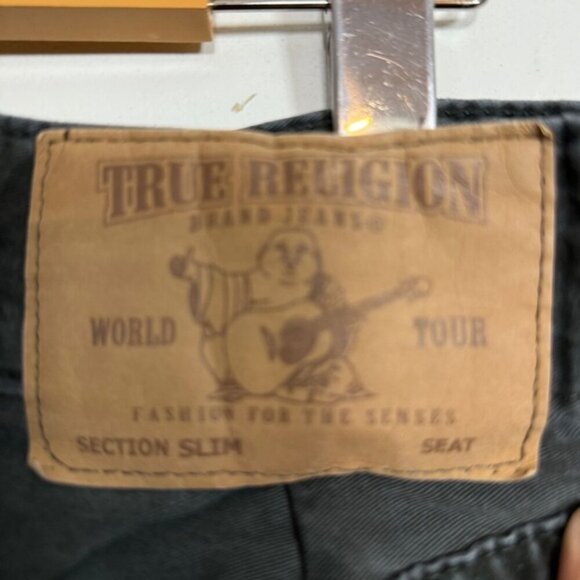 TRUE RELIGION
BRAND JEANS®
WORLD TOUR
FASHION FOR THE SENSES
SECTION SLIM SEAT